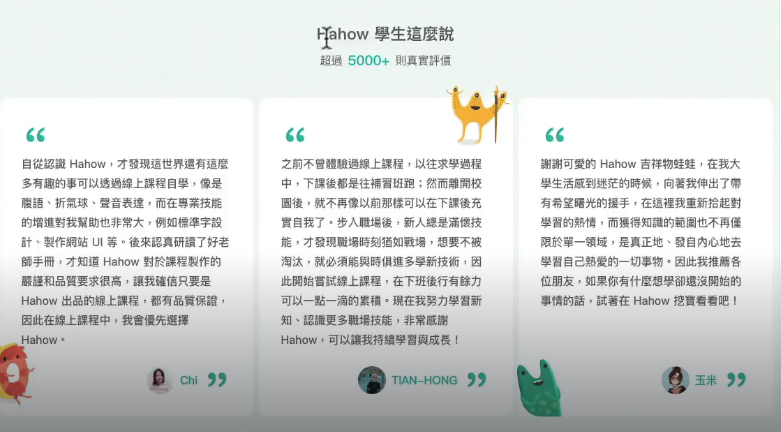 Hahow 學生這麼說
超過 5000+ 則真實評價
自從認識 Hahow，才發現這世界還有這麼
多有趣的事可以透過線上課程自學，像是
腹語、折氣球、聲音表達，而在專業技能
的增進對我幫助也非常大，例如標準字設
計、製作網站 UI 等。後來認真研讀了好老
師手冊，才知道 Hahow 對於課程製作的
嚴謹和品質要求很高，讓我確信只要是
Hahow 出品的線上課程，都有品質保證，
因此在線上課程中，我會優先選擇
Hahow。
Chi
之前不曾體驗過線上課程，以往求學過程
中，下課後都是往補習班跑；然而離開校
園後，就不再像以前那樣可以在下課後充
實自我了。步入職場後，新人總是滿懷技
能，才發現職場時刻猶如戰場，想要不被
淘汰，就必須能與時俱進多學新技術，因
此開始嘗試線上課程，在下班後行有餘力
可以一點一滴的累積。現在我努力學習新
知、認識更多職場技能，非常感謝
Hahow，可以讓我持續學習與成長！
TIAN-HONG
謝謝可愛的 Hahow 吉祥物蛙蛙，在我大
學生活感到迷茫的時候，向著我伸出了帶
有希望曙光的援手，在這裡我重新拾起對
學習的熱情，而獲得知識的範圍也不再僅
限於單一領域，是真正地、發自內心地去
學習自己熱愛的一切事物。因此我推薦各
位朋友，如果你有什麼想學卻還沒開始的
事情的話，試著在 Hahow 挖寶看看吧！
玉米